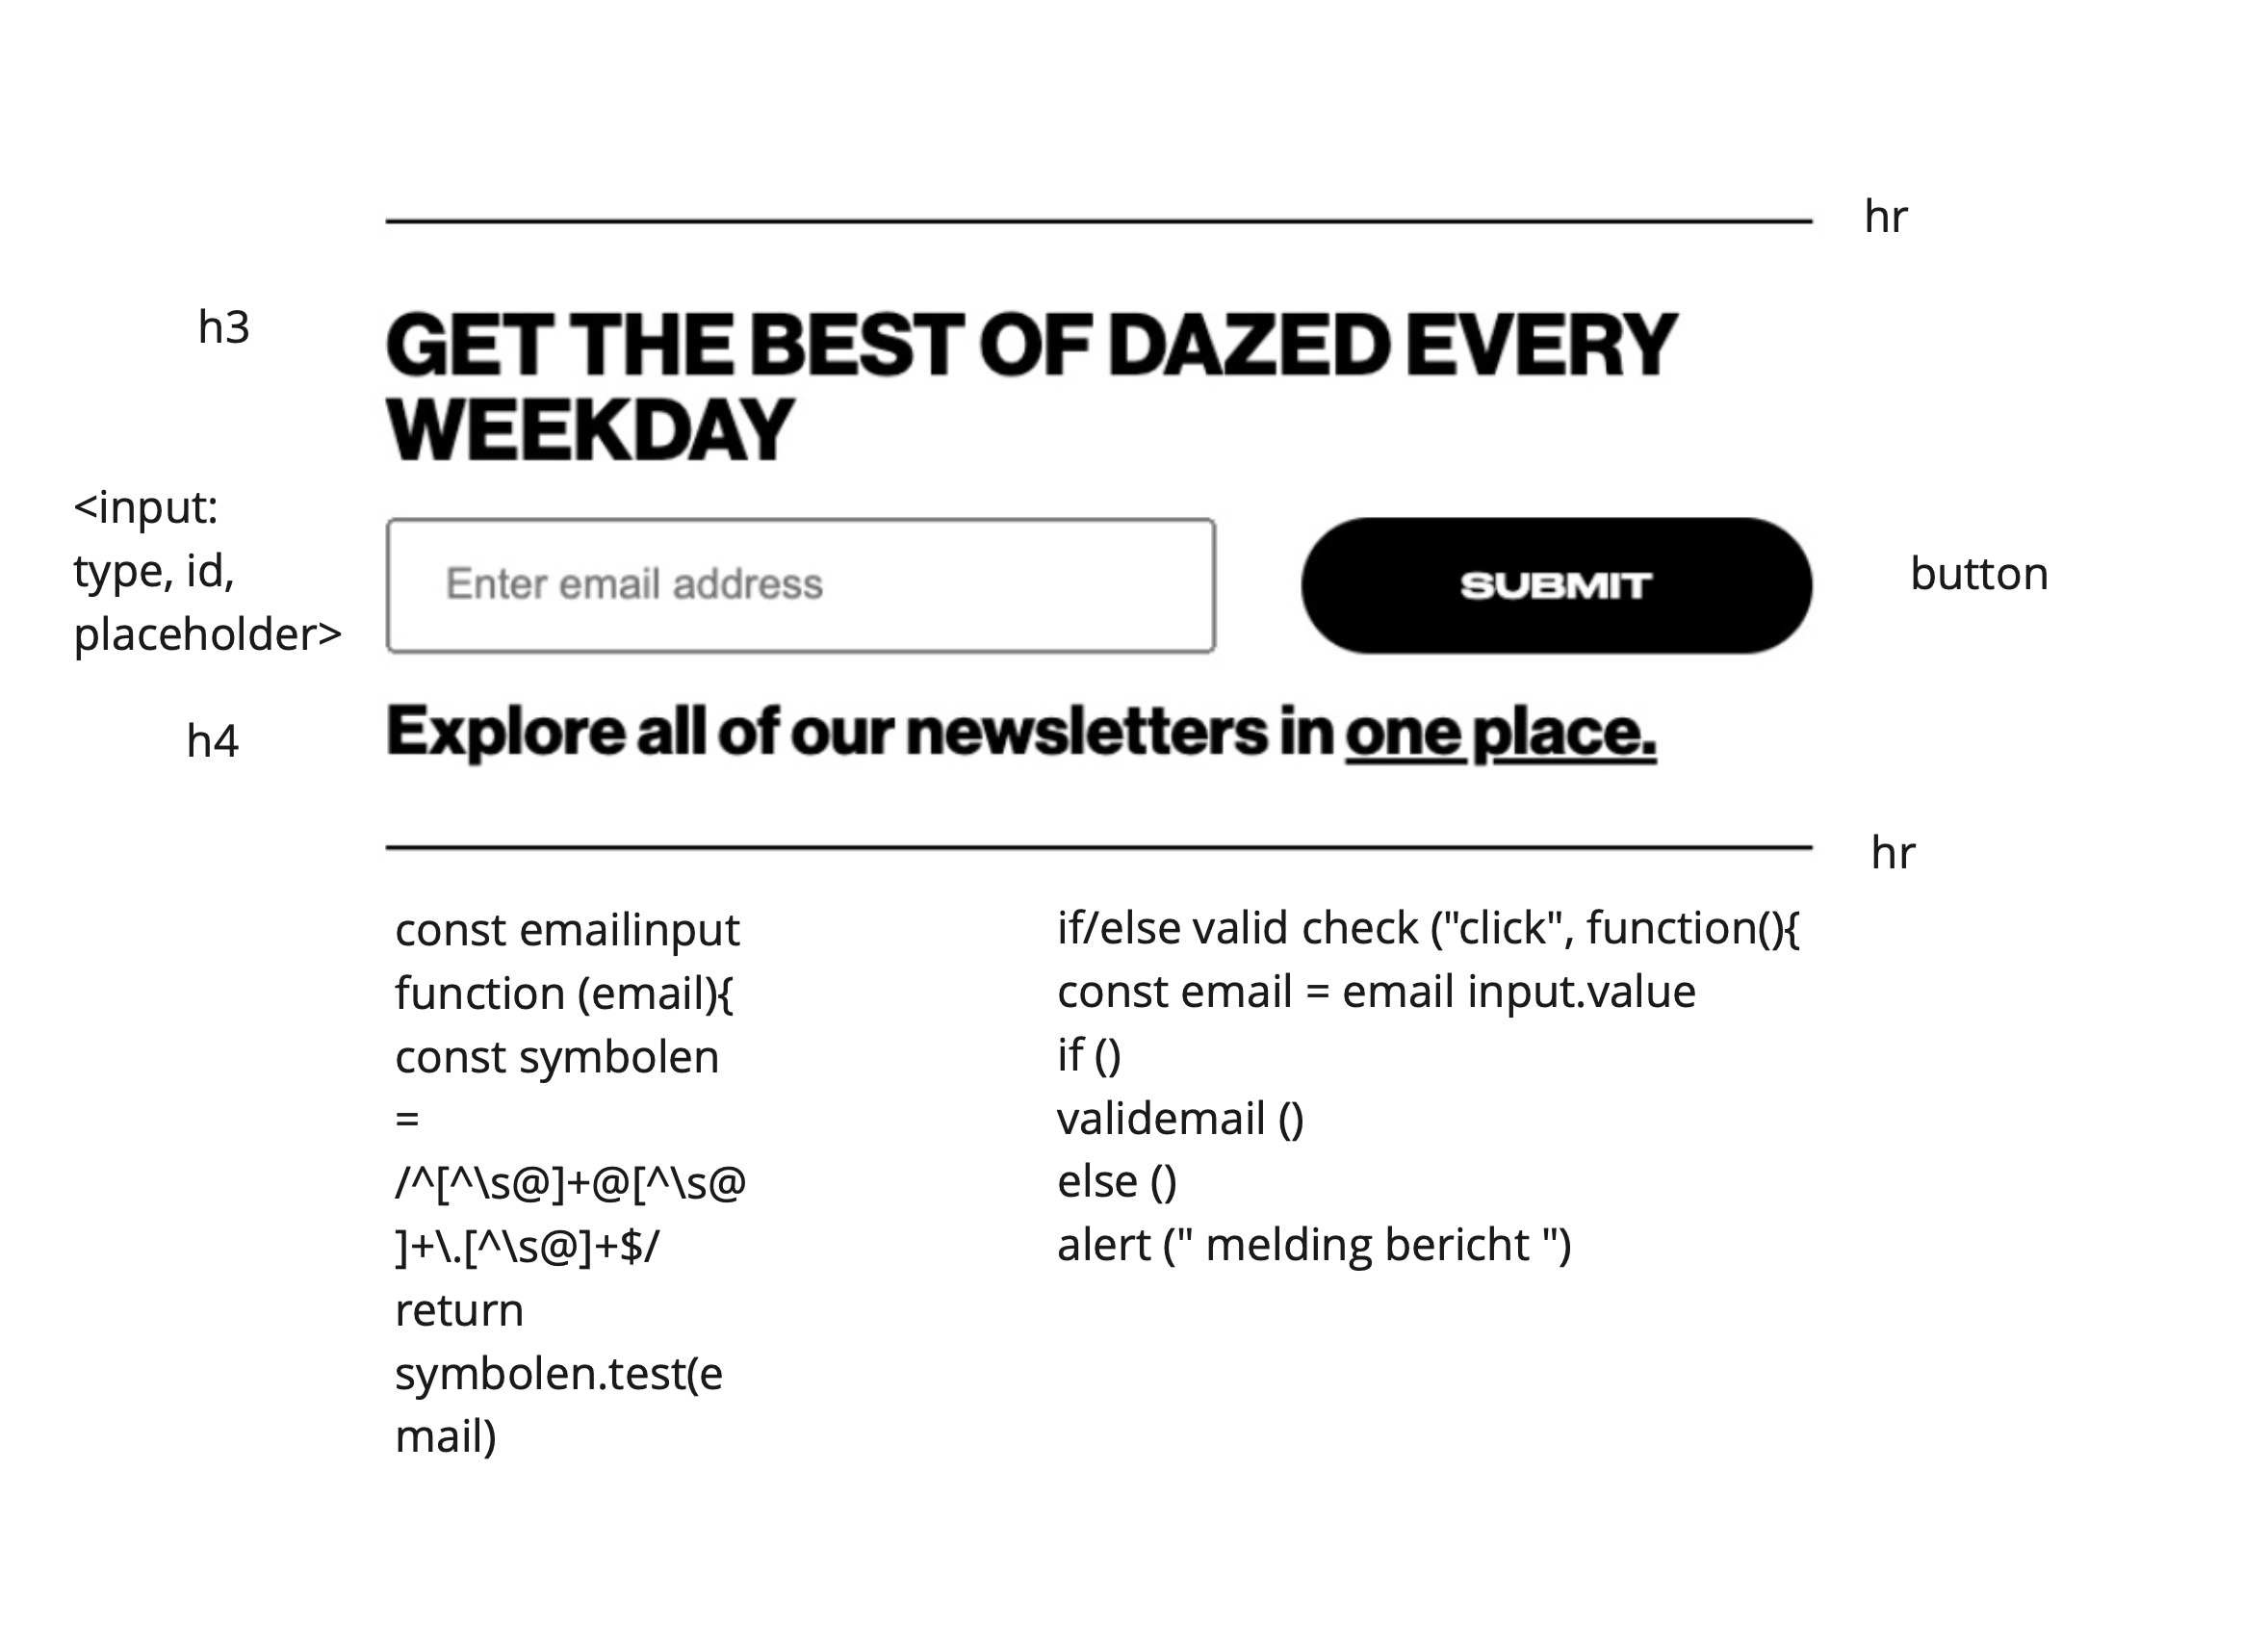 hr
h3
GET THE BEST OF DAZED EVERY
WEEKDAY
<input:
type, id,
placeholder>
Enter email address
SUBMIT
button
h4
Explore all of our newsletters in one place.
hr
const emailinput
function (email){
const symbolen
=
/^[^\s@]+@[^\s@
]+\.[^\s@]+$/
return
symbolen.test(e
mail)
if/else valid check ("click", function(){
const email = email input.value
if ()
validemail ()
else ()
alert (" melding bericht ")